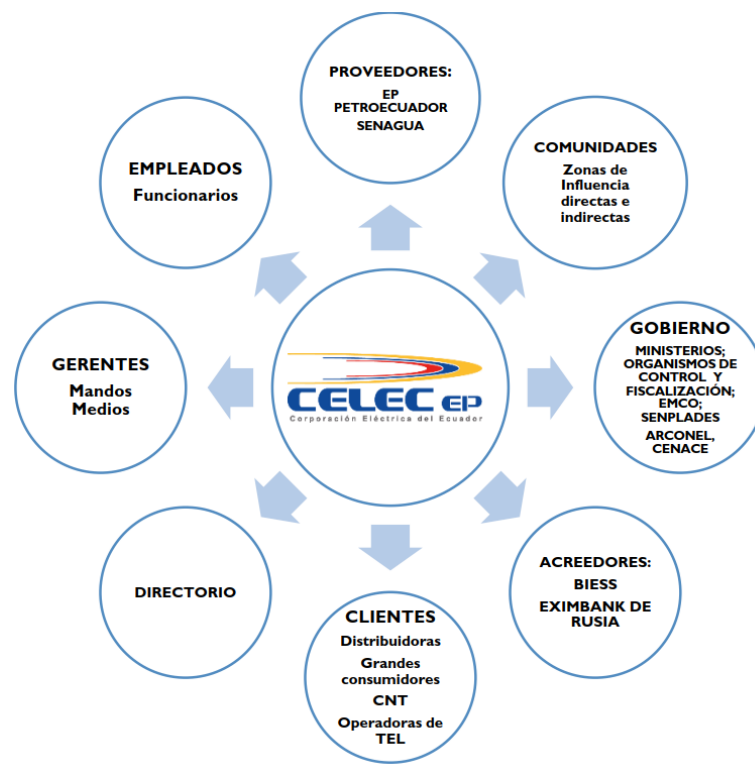 PROVEEDORES:
EP
PETROECUADOR
SENAGUA
COMUNIDADES
Zonas de
Influencia
directas e
indirectas
GOBIERNO
MINISTERIOS;
ORGANISMOS DE
CONTROL Y
FISCALIZACIÓN;
EMCO;
SENPLADES
ARCONEL,
CENACE
ACREEDORES:
BIESS
EXIMBANK DE
RUSIA
CLIENTES
Distribuidoras
Grandes
consumidores
CNT
Operadoras de
TEL
DIRECTORIO
GERENTES
Mandos
Medios
EMPLEADOS
Funcionarios
CELEC EP
Corporación Eléctrica del Ecuador